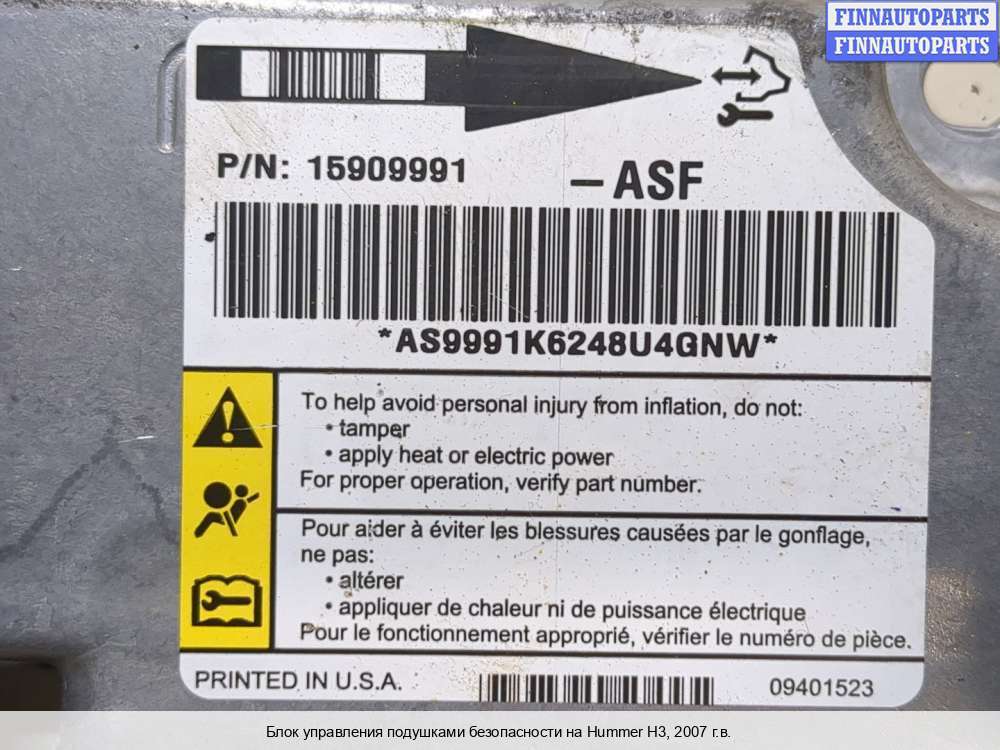 FINNAUTOPARTS
FINNAUTOPARTS
P/N: 15909991
–ASF
*AS9991K6248U4GNW*
To help avoid personal injury from inflation, do not:
• tamper
• apply heat or electric power
For proper operation, verify part number.
Pour aider à éviter les blessures causées par le gonflage,
ne pas:
• altérer
• appliquer de chaleur ni de puissance électrique
Pour le fonctionnement approprié, vérifier le numéro de pièce.
PRINTED IN U.S.A.
09401523
Блок управления подушками безопасности на Hummer H3, 2007 г.в.